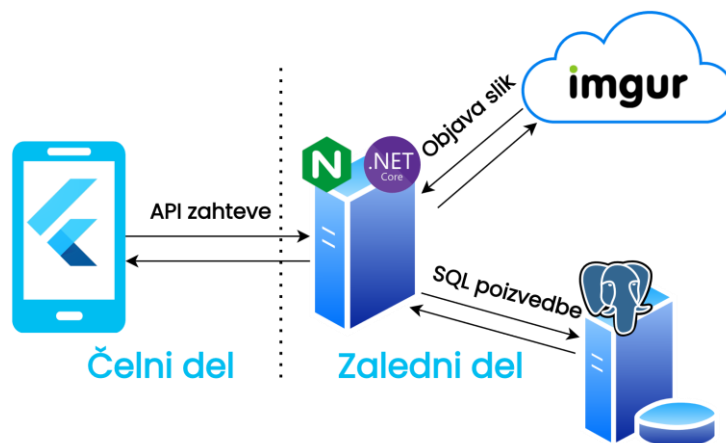 imgur
Objava slik
N
.NET
Core
API zahteve
SQL poizvedbe
Čelni del
Zaledni del